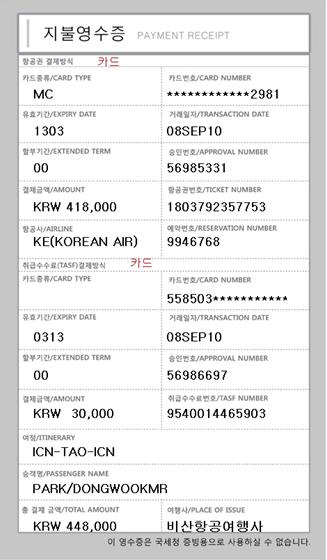 지불영수증 PAYMENT RECEIPT
항공권 결제방식 카드
카드종류/CARD TYPE 카드번호/CARD NUMBER
MC ************2981
유효기간/EXPIRY DATE 거래일자/TRANSACTION DATE
1303 08SEP10
할부기간/EXTENDED TERM 승인번호/APPROVAL NUMBER
00 56985331
결제금액/AMOUNT 항공권번호/TICKET NUMBER
KRW 418,000 1803792357753
항공사/AIRLINE 예약번호/RESERVATION NUMBER
KE(KOREAN AIR) 9946768
취급수수료(TASF)결제방식 카드
카드종류/CARD TYPE 카드번호/CARD NUMBER
558503**********
유효기간/EXPIRY DATE 거래일자/TRANSACTION DATE
0313 08SEP10
할부기간/EXTENDED TERM 승인번호/APPROVAL NUMBER
00 56986697
결제금액/AMOUNT 취급수수료번호/TASF NUMBER
KRW 30,000 9540014465903
여정/ITINERARY
ICN-TAO-ICN
승객명/PASSENGER NAME
PARK/DONGWOOKMR
총 결제 금액/TOTAL AMOUNT 여행사/PLACE OF ISSUE
KRW 448,000 비산항공여행사
이 영수증은 국세청 증빙용으로 사용하실 수 없습니다.